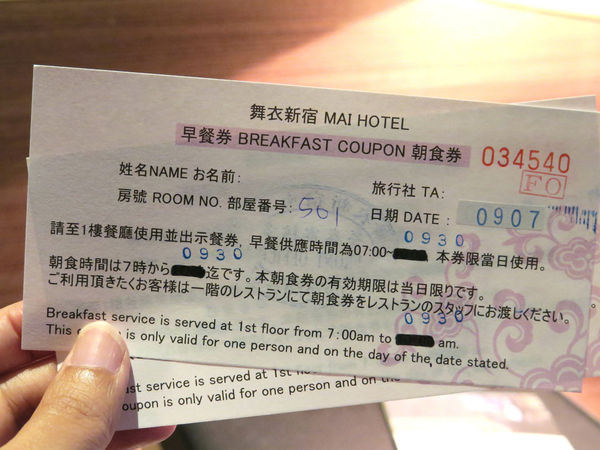 舞衣新宿 MAI HOTEL
早餐券 BREAKFAST COUPON 朝食券
034540
FO
姓名NAME お名前:
旅行社 TA:
房號 ROOM NO. 部屋番号: 561
日期 DATE : 0907
0930
請至1樓餐廳使用並出示餐券, 早餐供應時間為07:00~ 本券限當日使用。
0930
朝食時間は7時から 迄です。本朝食券の有効期限は当日限りです。
ご利用頂きたくお客様は一階のレストランにて朝食券をレストランのスタッフにお渡しください。
0930
Breakfast service is served at 1st floor from 7:00am to am.
This is only valid for one person and on the day of the date stated.
ast service is served at 1st
oupon is only valid for one person and on the